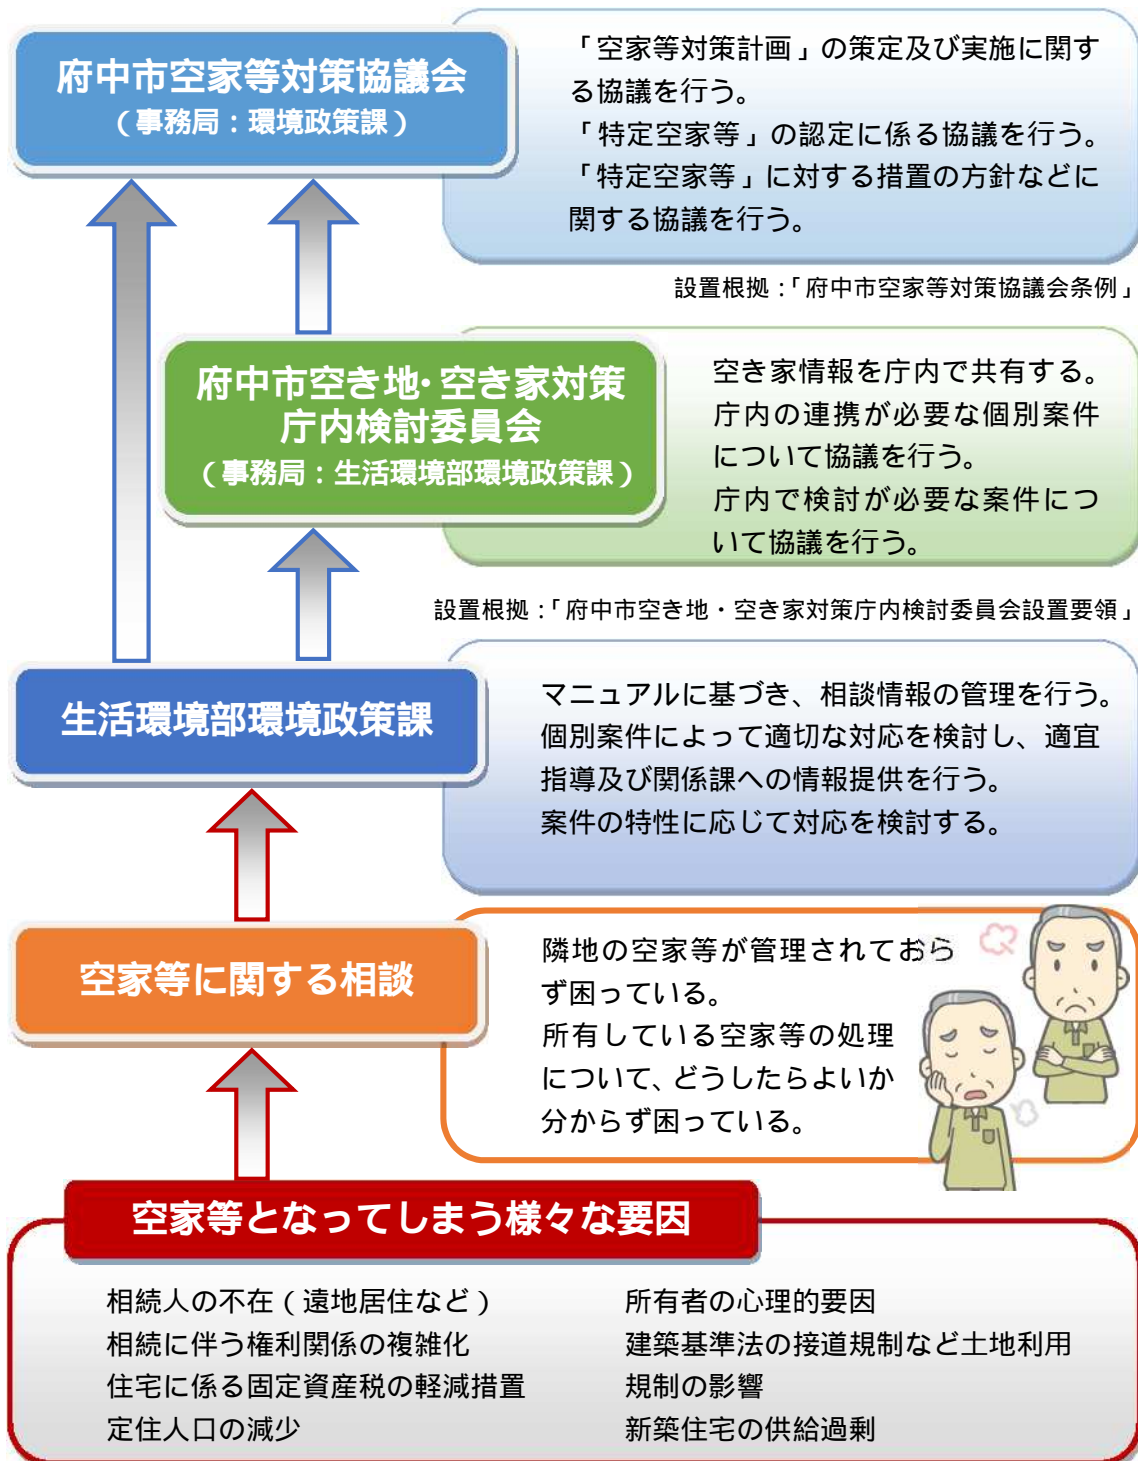 府中市空家等対策協議会
（事務局：環境政策課）
「空家等対策計画」の策定及び実施に関す
る協議を行う。
「特定空家等」の認定に係る協議を行う。
「特定空家等」に対する措置の方針などに
関する協議を行う。
設置根拠：「府中市空家等対策協議会条例」
府中市空き地・空き家対策
庁内検討委員会
（事務局：生活環境部環境政策課）
空き家情報を庁内で共有する。
庁内の連携が必要な個別案件
について協議を行う。
庁内で検討が必要な案件につ
いて協議を行う。
設置根拠：「府中市空き地・空き家対策庁内検討委員会設置要領」
生活環境部環境政策課
マニュアルに基づき、相談情報の管理を行う。
個別案件によって適切な対応を検討し、適宜
指導及び関係課への情報提供を行う。
案件の特性に応じて対応を検討する。
空家等に関する相談
隣地の空家等が管理されておら
ず困っている。
所有している空家等の処理
について、どうしたらよいか
分からず困っている。
空家等となってしまう様々な要因
相続人の不在（遠地居住など）
相続に伴う権利関係の複雑化
住宅に係る固定資産税の軽減措置
定住人口の減少
所有者の心理的要因
建築基準法の接道規制など土地利用
規制の影響
新築住宅の供給過剰